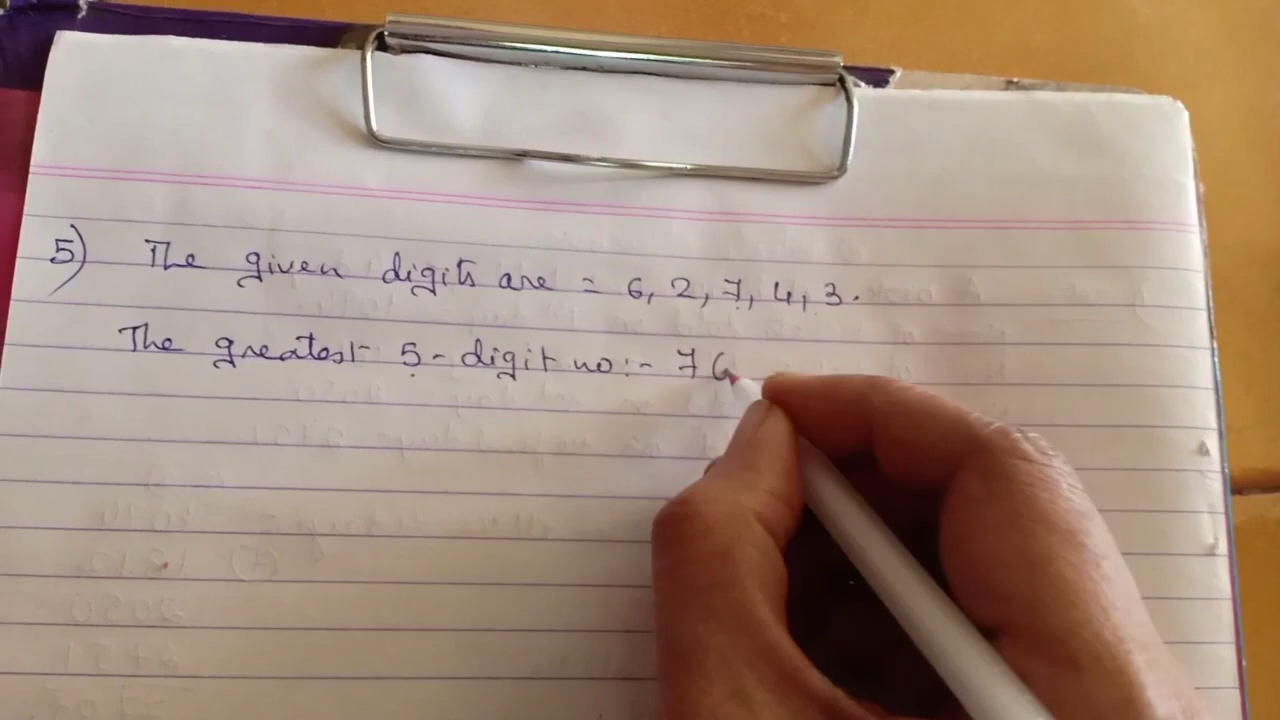 5) The given digits are = 6, 2, 7, 4, 3.
The greatest 5-digit no:- 76